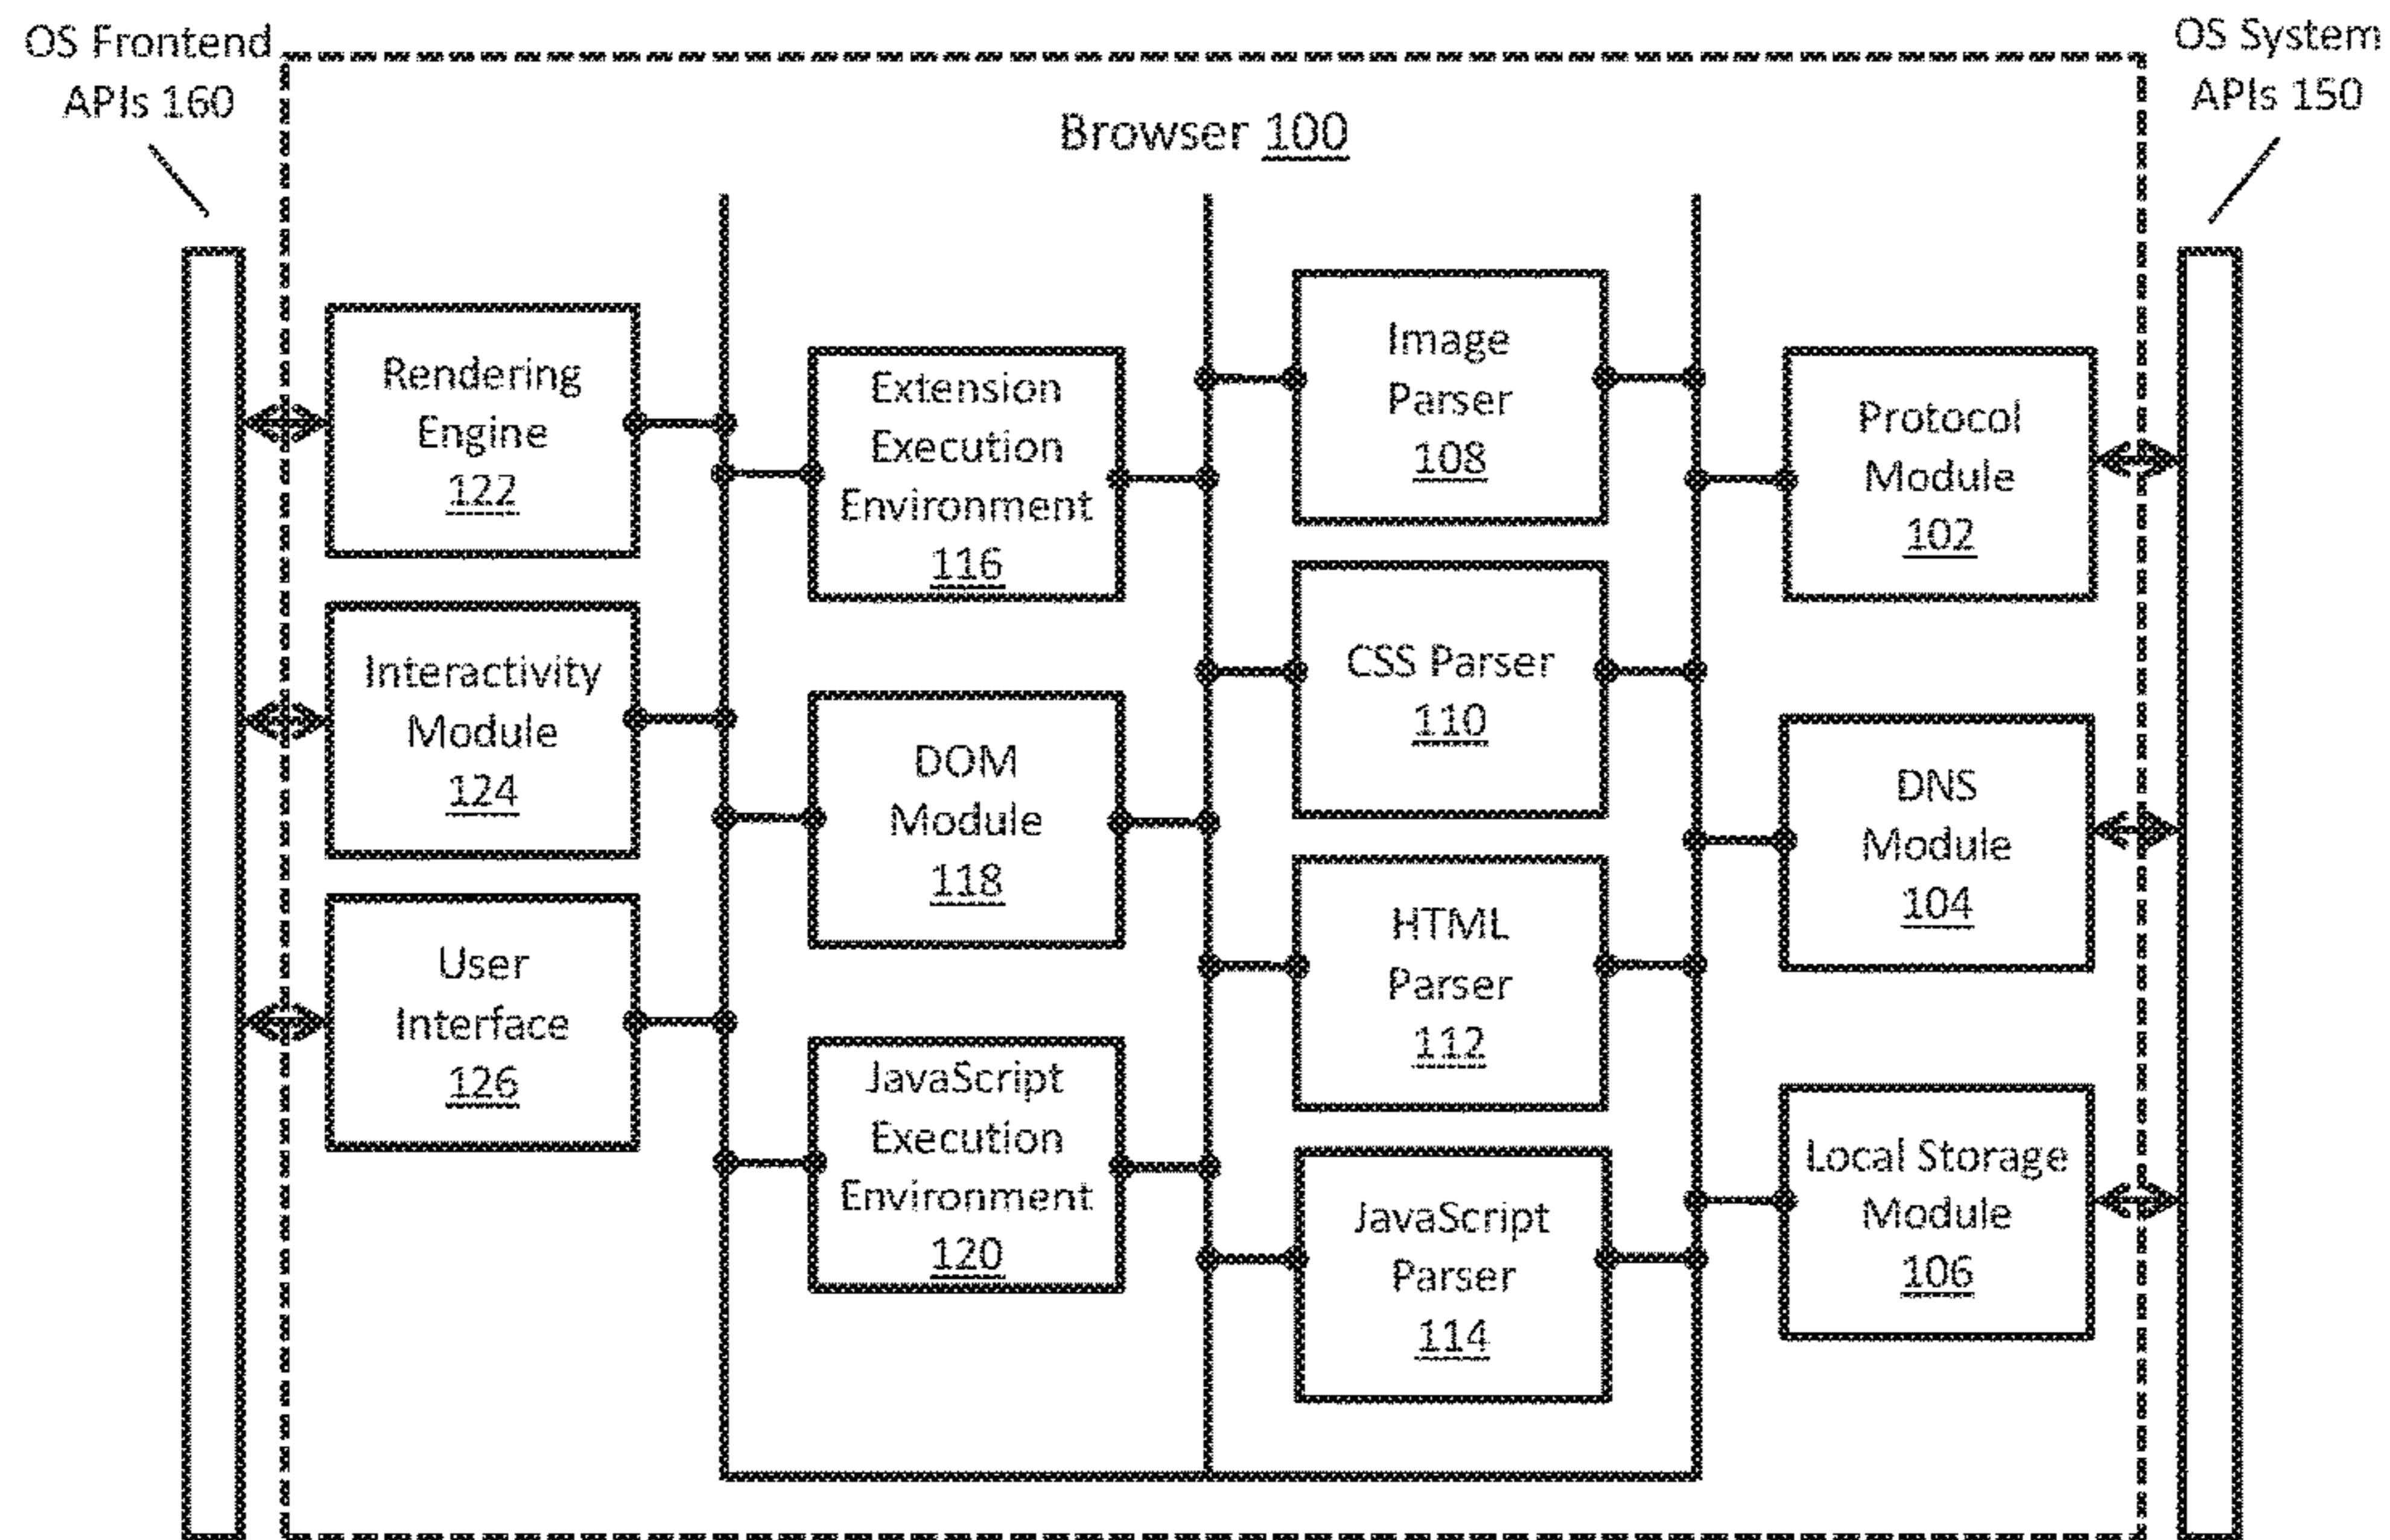 OS Frontend
APIs 160
OS System
APIs 150
Browser 100
Rendering
Engine
122
Interactivity
Module
124
User
Interface
126
Extension
Execution
Environment
116
DOM
Module
118
JavaScript
Execution
Environment
120
Image
Parser
108
CSS Parser
110
HTML
Parser
112
JavaScript
Parser
114
Protocol
Module
102
DNS
Module
104
Local Storage
Module
106